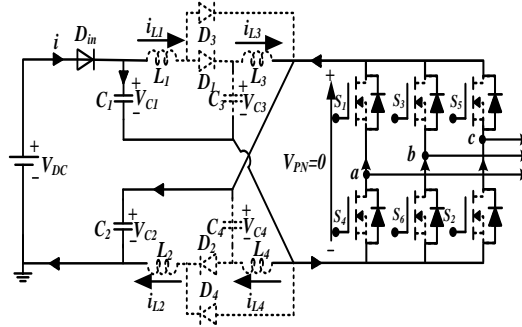 i D_in i_L1 D_3 i_L3
L_1 D_1 L_3
C_1 + V_C1 − C_3 + V_C3 −
+ V_DC −
+ V_PN=0 −
S_1 S_3 S_5
a b c
S_4 S_6 S_2
C_2 + V_C2 − C_4 + V_C4 −
L_2 D_2 L_4
i_L2 D_4 i_L4